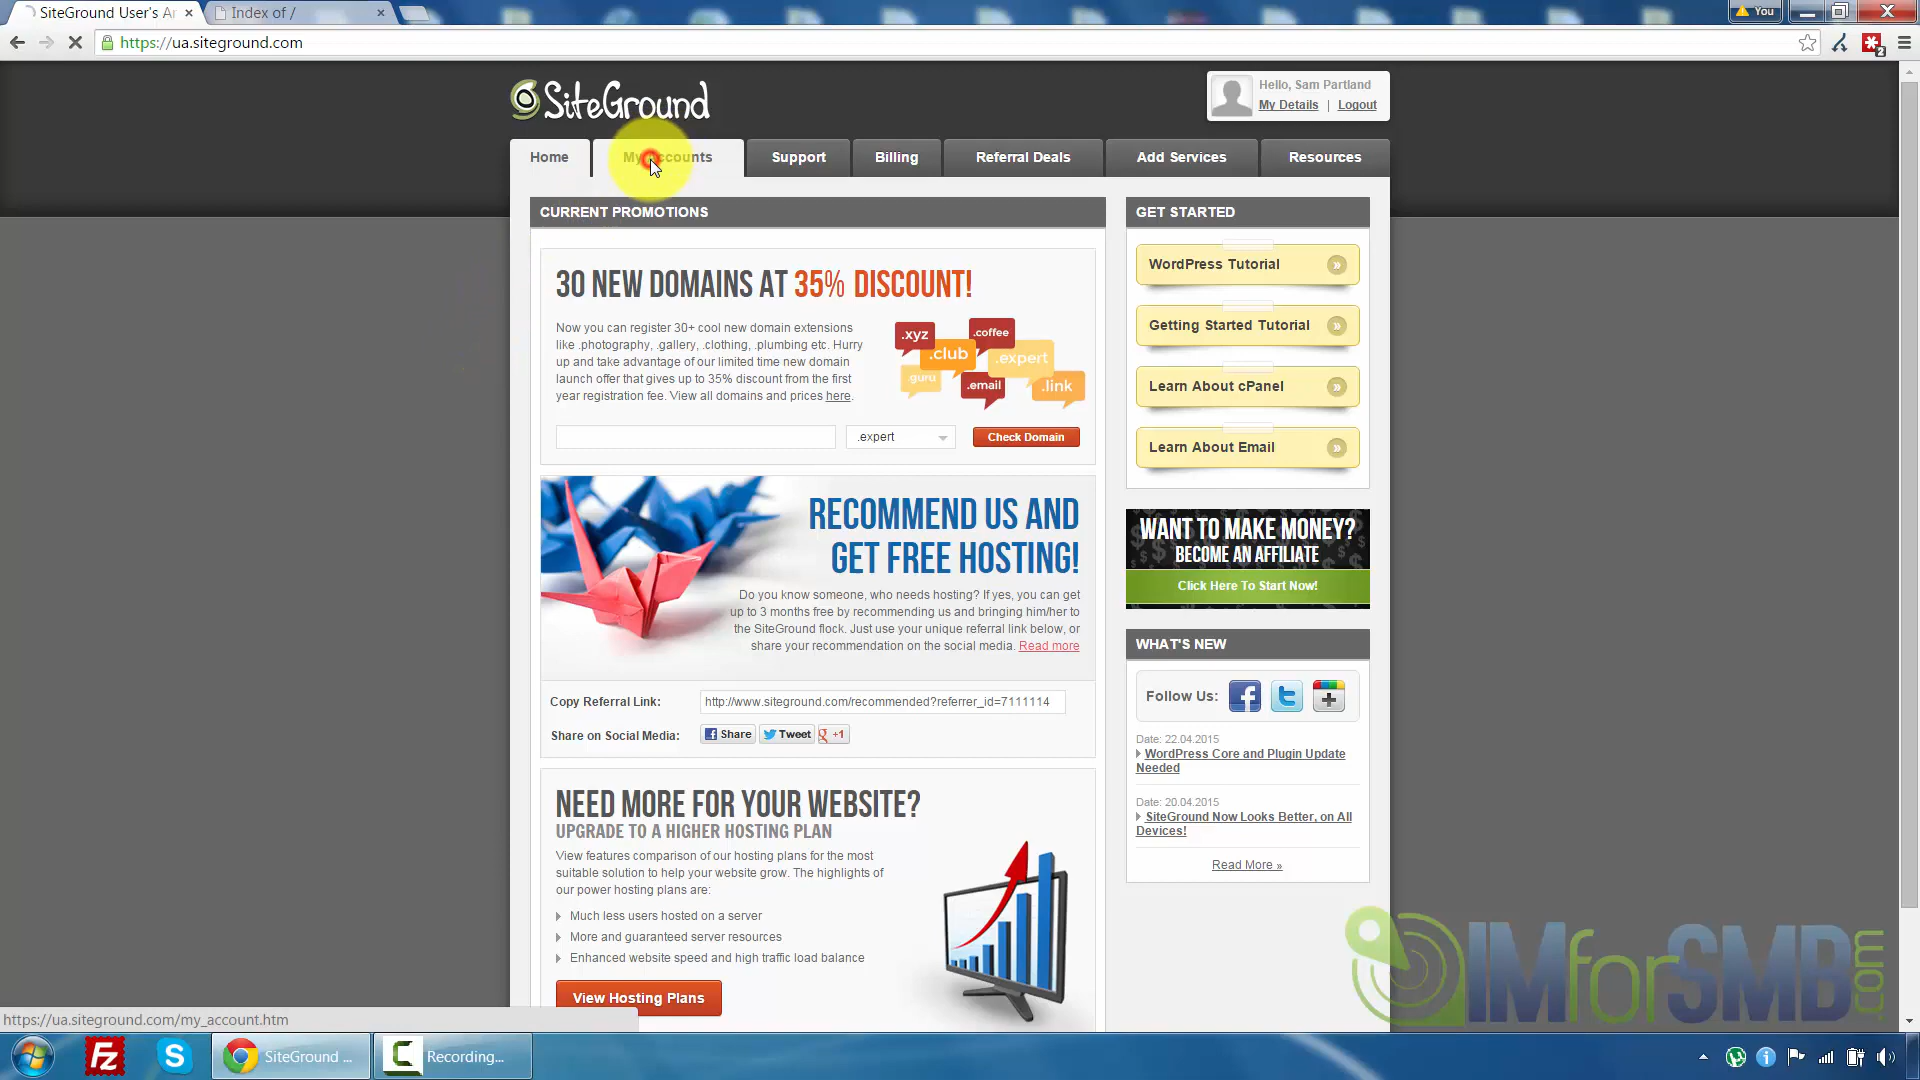 SiteGround User's Ar
Index of /
You
https://ua.siteground.com
2
SiteGround
Hello, Sam Partland
My Details | Logout
Home
My Accounts
Support
Billing
Referral Deals
Add Services
Resources
CURRENT PROMOTIONS
30 NEW DOMAINS AT 35% DISCOUNT!
Now you can register 30+ cool new domain extensions
like .photography, .gallery, .clothing, .plumbing etc. Hurry
up and take advantage of our limited time new domain
launch offer that gives up to 35% discount from the first
year registration fee. View all domains and prices here.
.xyz
.coffee
.club
.expert
.guru
.email
.link
.expert
Check Domain
RECOMMEND US AND
GET FREE HOSTING!
Do you know someone, who needs hosting? If yes, you can get
up to 3 months free by recommending us and bringing him/her to
the SiteGround flock. Just use your unique referral link below, or
share your recommendation on the social media. Read more
Copy Referral Link:
http://www.siteground.com/recommended?referrer_id=7111114
Share on Social Media:
Share
Tweet
+1
NEED MORE FOR YOUR WEBSITE?
UPGRADE TO A HIGHER HOSTING PLAN
View features comparison of our hosting plans for the most
suitable solution to help your website grow. The highlights of
our power hosting plans are:
Much less users hosted on a server
More and guaranteed server resources
Enhanced website speed and high traffic load balance
View Hosting Plans
GET STARTED
WordPress Tutorial
Getting Started Tutorial
Learn About cPanel
Learn About Email
WANT TO MAKE MONEY?
BECOME AN AFFILIATE
Click Here To Start Now!
WHAT'S NEW
Follow Us:
Date: 22.04.2015
WordPress Core and Plugin Update
Needed
Date: 20.04.2015
SiteGround Now Looks Better, on All
Devices!
Read More »
IMforSMB.com
https://ua.siteground.com/my_account.htm
SiteGround ...
Recording...